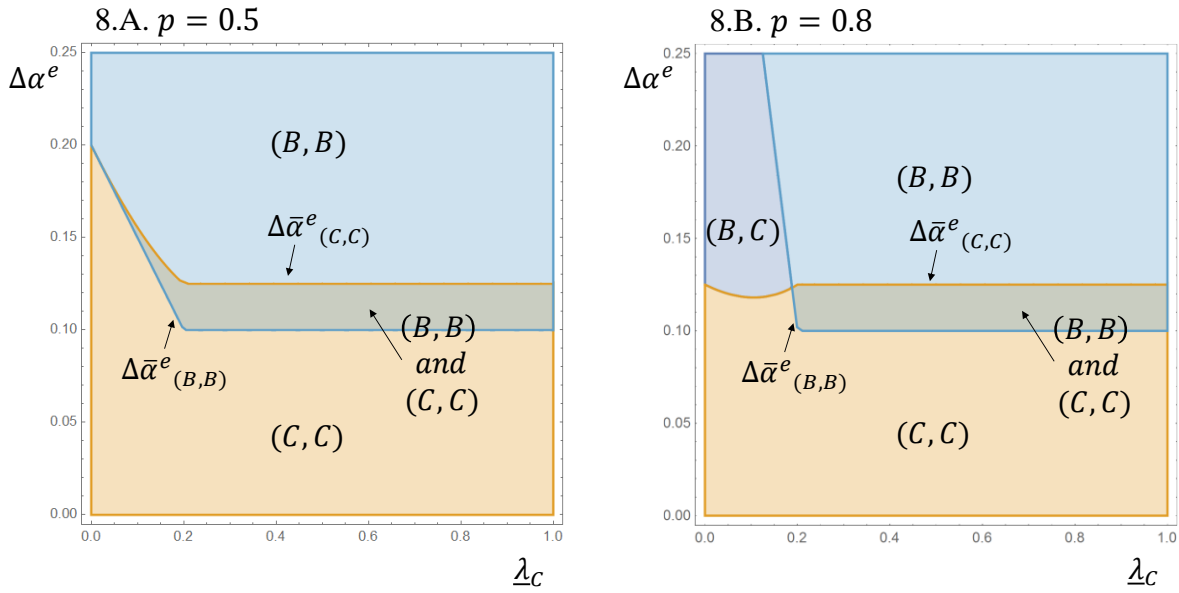 8.A. p = 0.5
Δα^e
0.25
0.20
0.15
0.10
0.05
0.00
(B, B)
Δᾱ^e_(C,C)
(B, B)
and
(C, C)
Δᾱ^e_(B,B)
(C, C)
0.0 0.2 0.4 0.6 0.8 1.0
λ̲_C
8.B. p = 0.8
Δα^e
0.25
0.20
0.15
0.10
0.05
0.00
(B, B)
(B, C)
Δᾱ^e_(C,C)
(B, B)
and
(C, C)
Δᾱ^e_(B,B)
(C, C)
0.0 0.2 0.4 0.6 0.8 1.0
λ̲_C